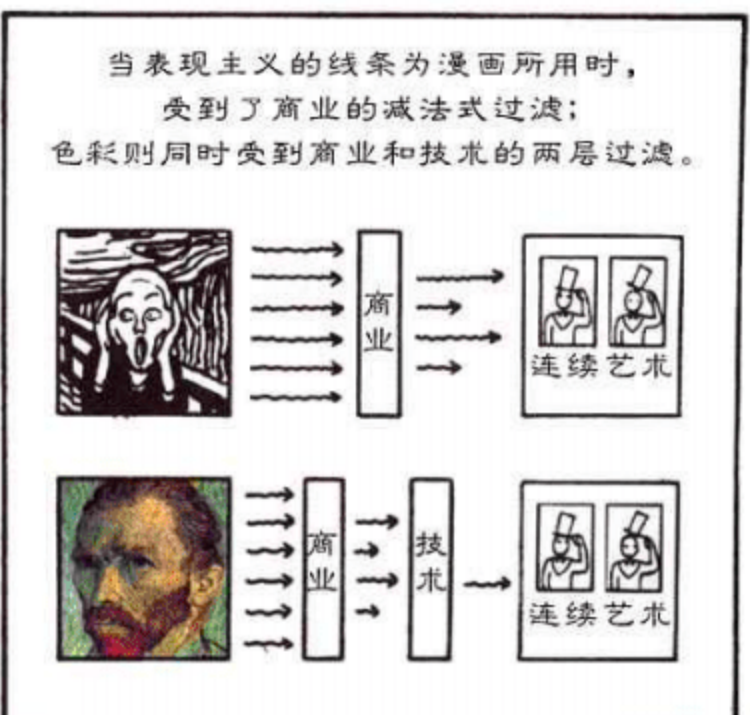 当表现主义的线条为漫画所用时，
受到了商业的减法式过滤；
色彩则同时受到商业和技术的两层过滤。
商业
连续艺术
商业
技术
连续艺术